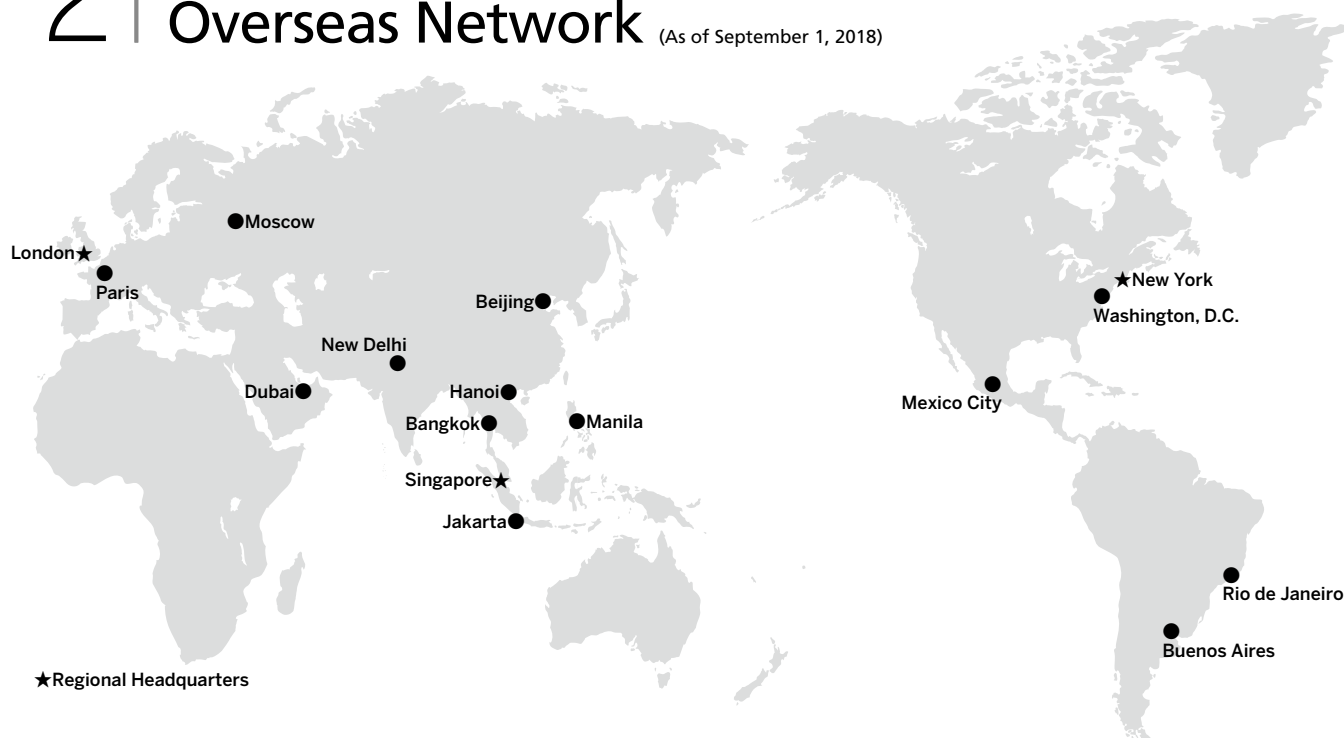 2 Overseas Network (As of September 1, 2018)
Moscow
London★
Paris
Beijing
New Delhi
Dubai
Hanoi
Bangkok
Manila
Singapore★
Jakarta
★New York
Washington, D.C.
Mexico City
Rio de Janeiro
Buenos Aires
★Regional Headquarters